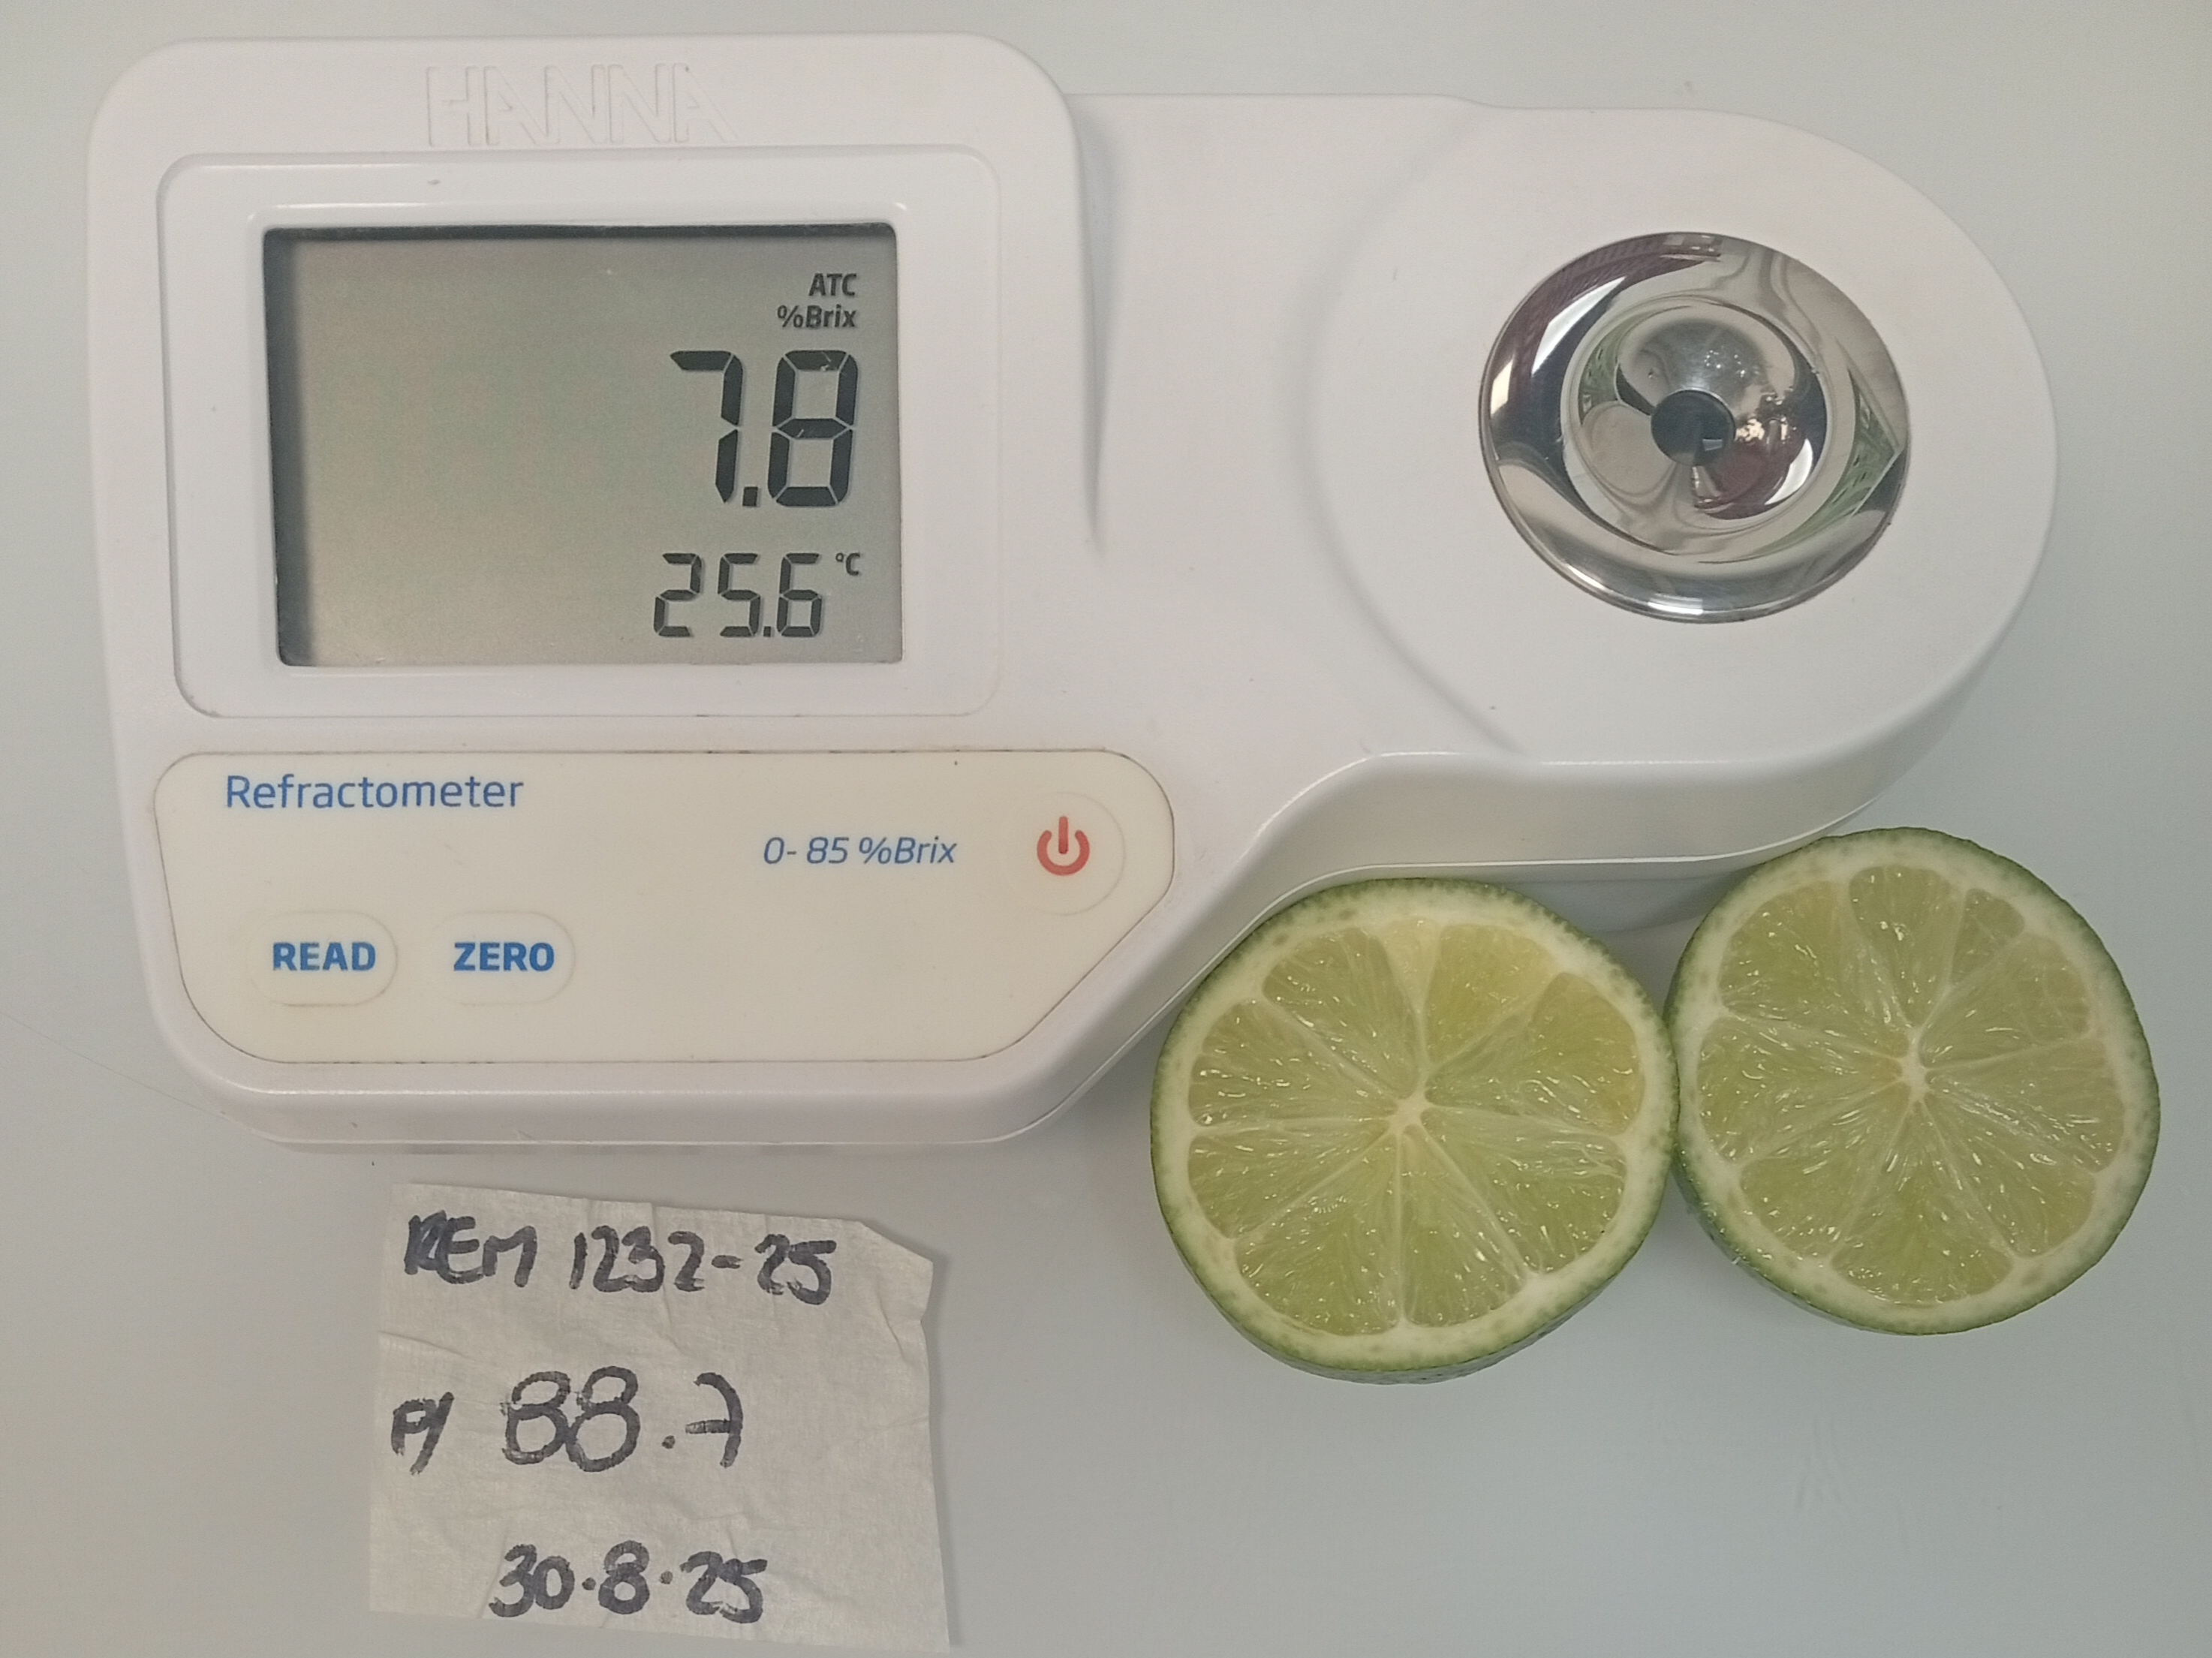 HANNA
ATC
%Brix
7.8
25.6 °C
Refractometer
0- 85 %Brix
READ ZERO
REM 1232-25
P/ 88.7
30.8.25